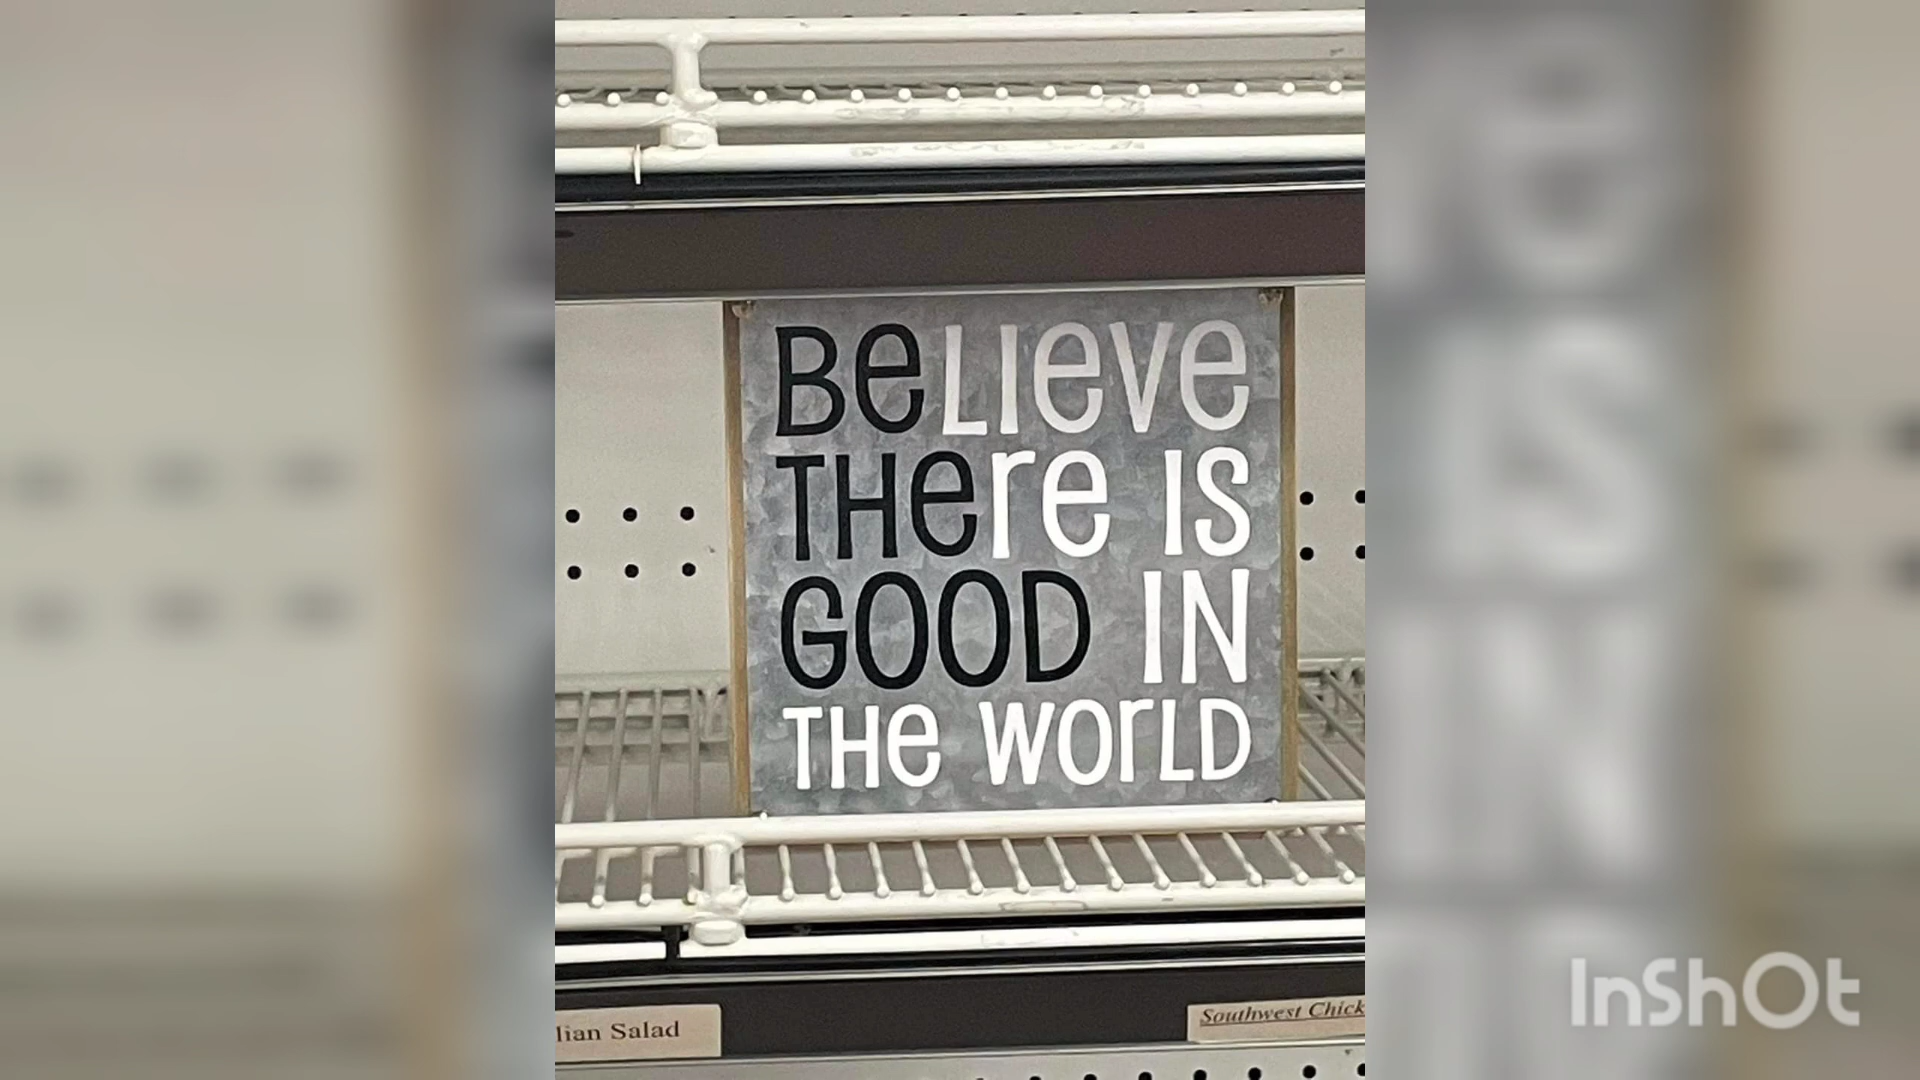 BeLIeVe
THere IS
GOOD IN
THe WOrLD
lian Salad
Southwest Chick
InShOt